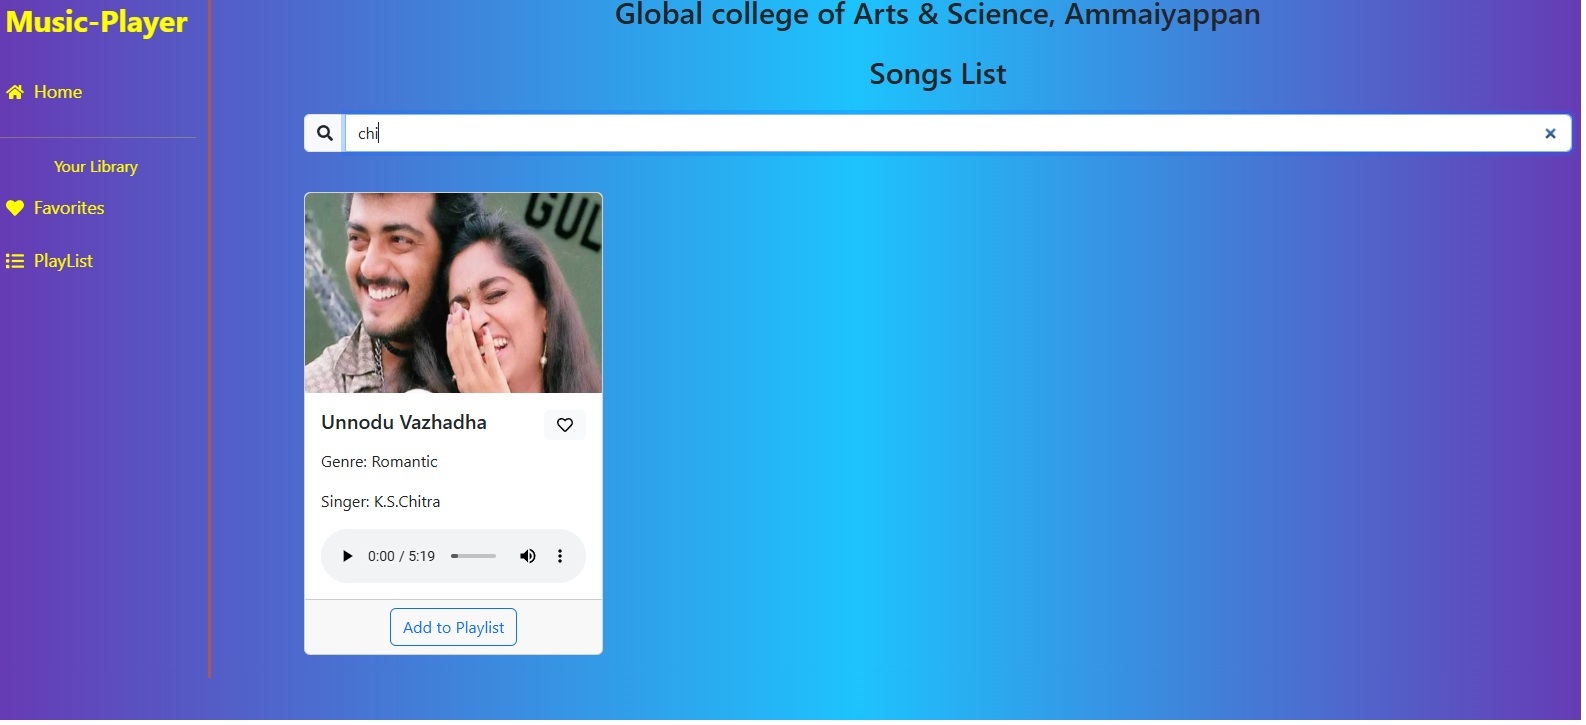 Music-Player
Home
Your Library
Favorites
PlayList
Global college of Arts & Science, Ammaiyappan
Songs List
chi
GUL
Unnodu Vazhadha
Genre: Romantic
Singer: K.S.Chitra
0:00 / 5:19
Add to Playlist